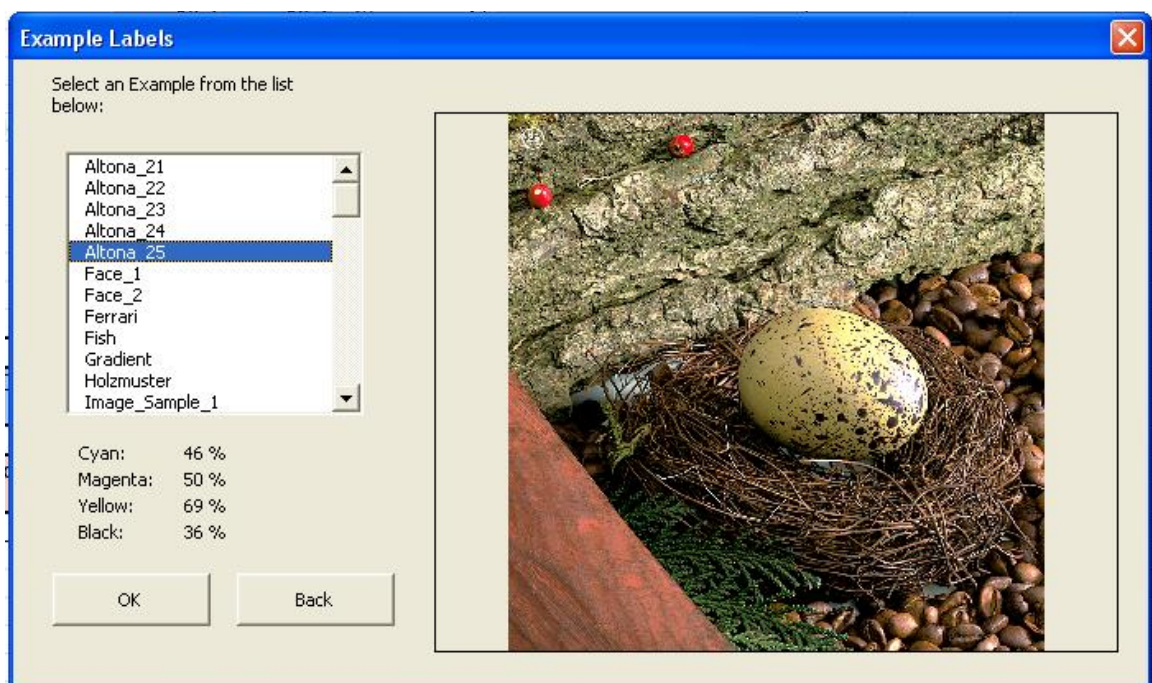 Example Labels
Select an Example from the list
below:
Altona_21
Altona_22
Altona_23
Altona_24
Altona_25
Face_1
Face_2
Ferrari
Fish
Gradient
Holzmuster
Image_Sample_1
Cyan: 46 %
Magenta: 50 %
Yellow: 69 %
Black: 36 %
OK Back